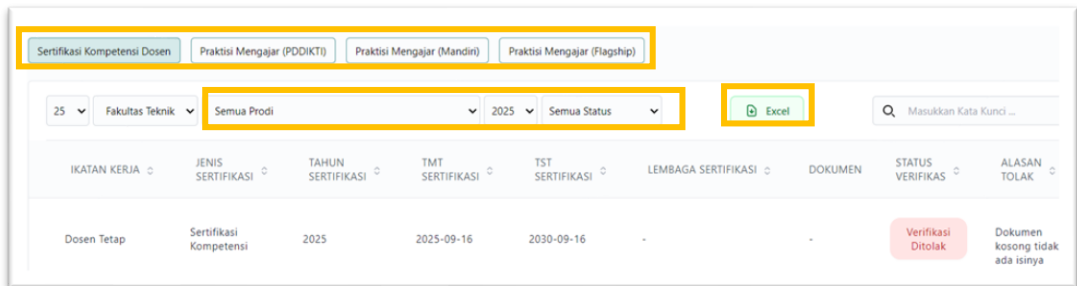 Sertifikasi Kompetensi Dosen Praktisi Mengajar (PDDIKTI) Praktisi Mengajar (Mandiri) Praktisi Mengajar (Flagship)
25 Fakultas Teknik Semua Prodi 2025 Semua Status Excel Masukkan Kata Kunci ...
IKATAN KERJA JENIS SERTIFIKASI TAHUN SERTIFIKASI TMT SERTIFIKASI TST SERTIFIKASI LEMBAGA SERTIFIKASI DOKUMEN STATUS VERIFIKAS ALASAN TOLAK
Dosen Tetap Sertifikasi Kompetensi 2025 2025-09-16 2030-09-16 - - Verifikasi Ditolak Dokumen kosong tidak ada isinya